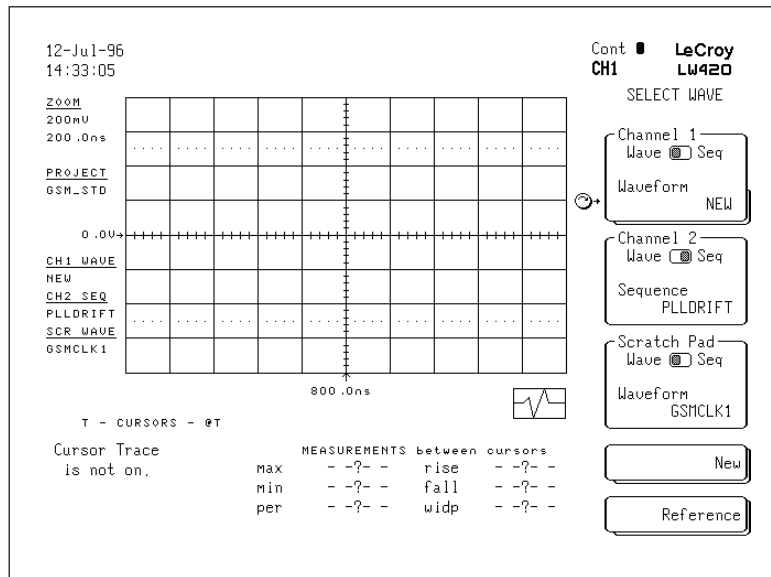 12-Jul-96
14:33:05
Cont
CH1
LeCroy
LW420
SELECT WAVE
ZOOM
200mV
200.0ns
PROJECT
GSM_STD
0.0V
CH1 WAVE
NEW
CH2 SEQ
PLLDRIFT
SCR WAVE
GSMCLK1
800.0ns
T - CURSORS - @T
Cursor Trace
is not on.
MEASUREMENTS between cursors
max - -?- - rise - -?- -
min - -?- - fall - -?- -
per - -?- - widp - -?- -
Channel 1
Wave Seq
Waveform
NEW
Channel 2
Wave Seq
Sequence
PLLDRIFT
Scratch Pad
Wave Seq
Waveform
GSMCLK1
New
Reference